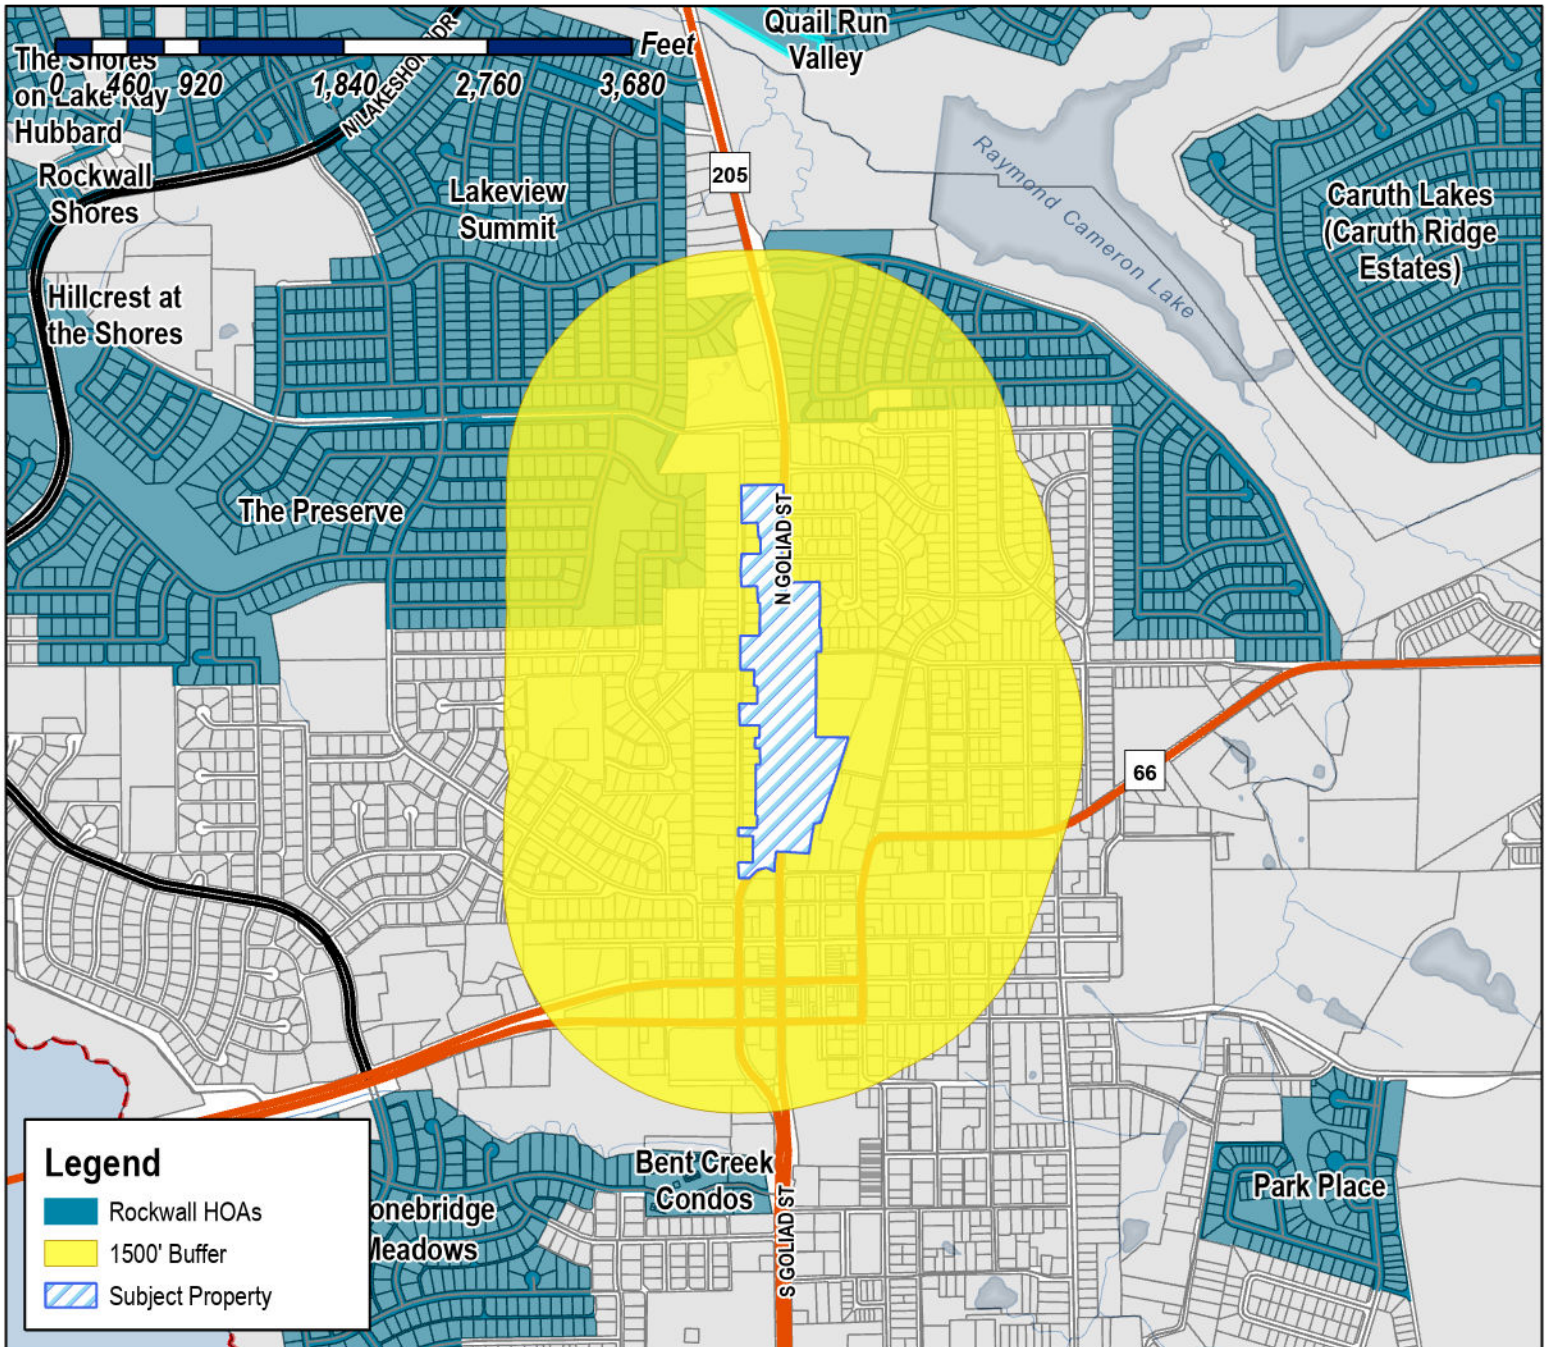 Quail Run
Valley
Feet
The Shores
on Lake Ray
Hubbard
0 460 920 1,840 2,760 3,680
N LAKESHORE DR
Rockwall
Shores
Lakeview
Summit
205
Raymond Cameron Lake
Caruth Lakes
(Caruth Ridge
Estates)
Hillcrest at
the Shores
The Preserve
N GOLIAD ST
66
Bent Creek
Condos
Park Place
S GOLIAD ST
onebridge
Meadows
Legend
Rockwall HOAs
1500' Buffer
Subject Property